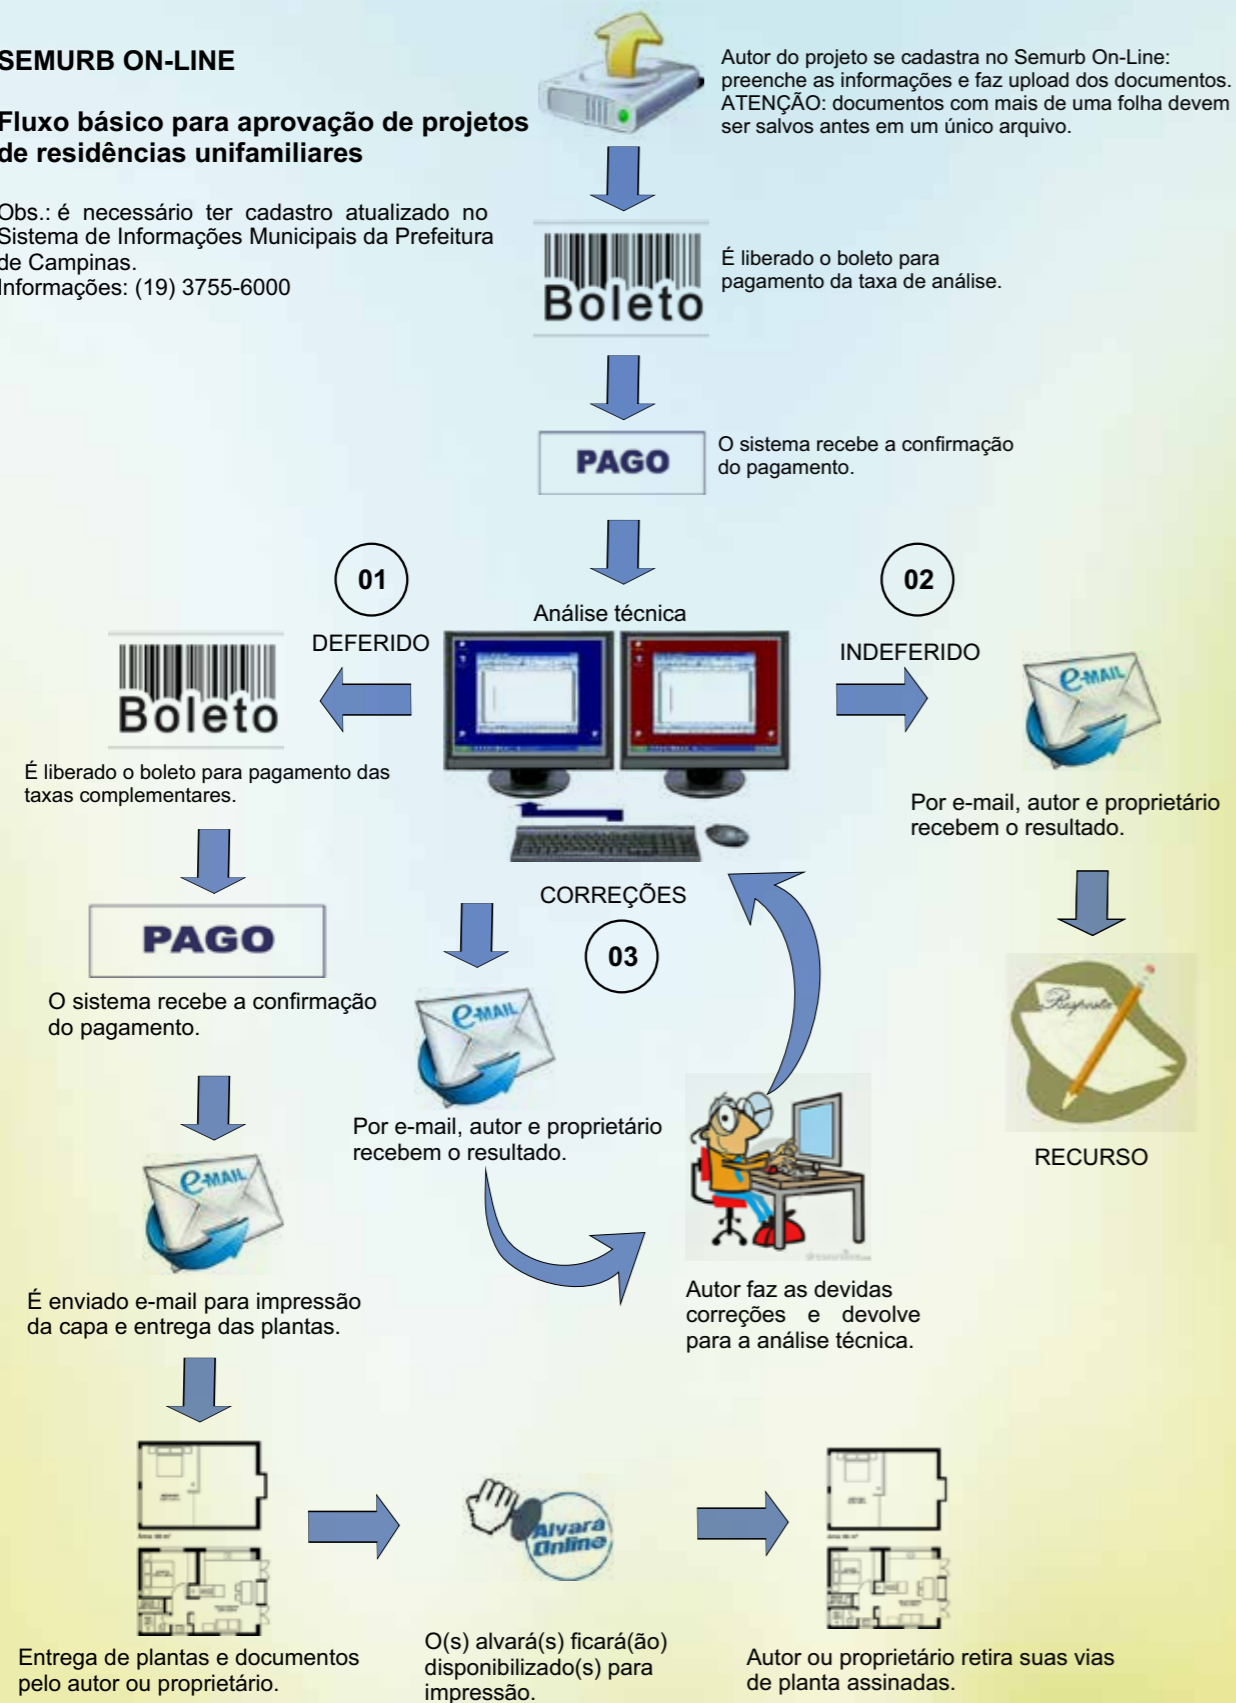 SEMURB ON-LINE
Fluxo básico para aprovação de projetos
de residências unifamiliares
Obs.: é necessário ter cadastro atualizado no
Sistema de Informações Municipais da Prefeitura
de Campinas.
Informações: (19) 3755-6000
Autor do projeto se cadastra no Semurb On-Line:
preenche as informações e faz upload dos documentos.
ATENÇÃO: documentos com mais de uma folha devem
ser salvos antes em um único arquivo.
Boleto
É liberado o boleto para
pagamento da taxa de análise.
PAGO
O sistema recebe a confirmação
do pagamento.
01
DEFERIDO
Análise técnica
02
INDEFERIDO
Boleto
É liberado o boleto para pagamento das
taxas complementares.
e-MAIL
Por e-mail, autor e proprietário
recebem o resultado.
CORREÇÕES
03
PAGO
O sistema recebe a confirmação
do pagamento.
e-MAIL
Por e-mail, autor e proprietário
recebem o resultado.
Resposta
RECURSO
e-MAIL
É enviado e-mail para impressão
da capa e entrega das plantas.
Autor faz as devidas
correções e devolve
para a análise técnica.
Entrega de plantas e documentos
pelo autor ou proprietário.
Alvará
Online
O(s) alvará(s) ficará(ão)
disponibilizado(s) para
impressão.
Autor ou proprietário retira suas vias
de planta assinadas.